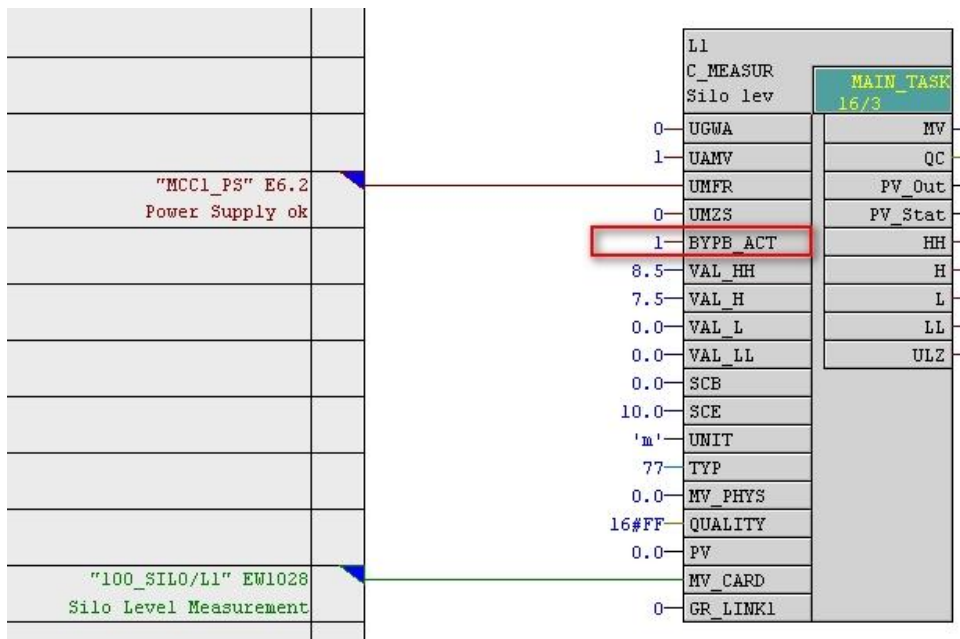 L1
C_MEASUR
Silo lev
MAIN_TASK
16/3
0 UGWA MV
1 UAMV QC
"MCC1_PS" E6.2 UMFR PV_Out
Power Supply ok 0 UMZS PV_Stat
1 BYPB_ACT HH
8.5 VAL_HH H
7.5 VAL_H L
0.0 VAL_L LL
0.0 VAL_LL ULZ
0.0 SCB
10.0 SCE
'm' UNIT
77 TYP
0.0 MV_PHYS
16#FF QUALITY
0.0 PV
"100_SILO/L1" EW1028 MV_CARD
Silo Level Measurement 0 GR_LINK1